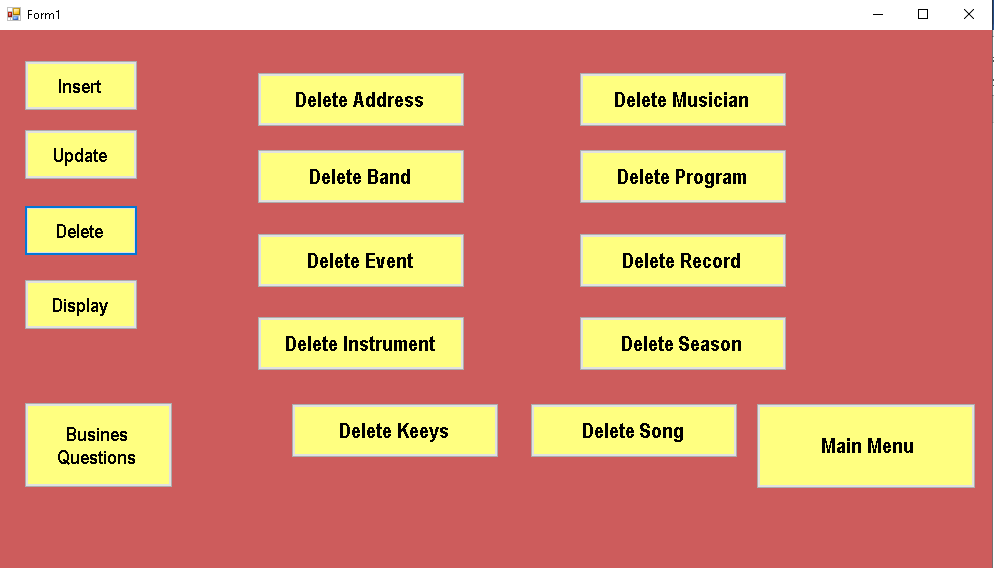 Form1
Insert
Update
Delete
Display
Busines
Questions
Delete Address
Delete Musician
Delete Band
Delete Program
Delete Event
Delete Record
Delete Instrument
Delete Season
Delete Keeys
Delete Song
Main Menu